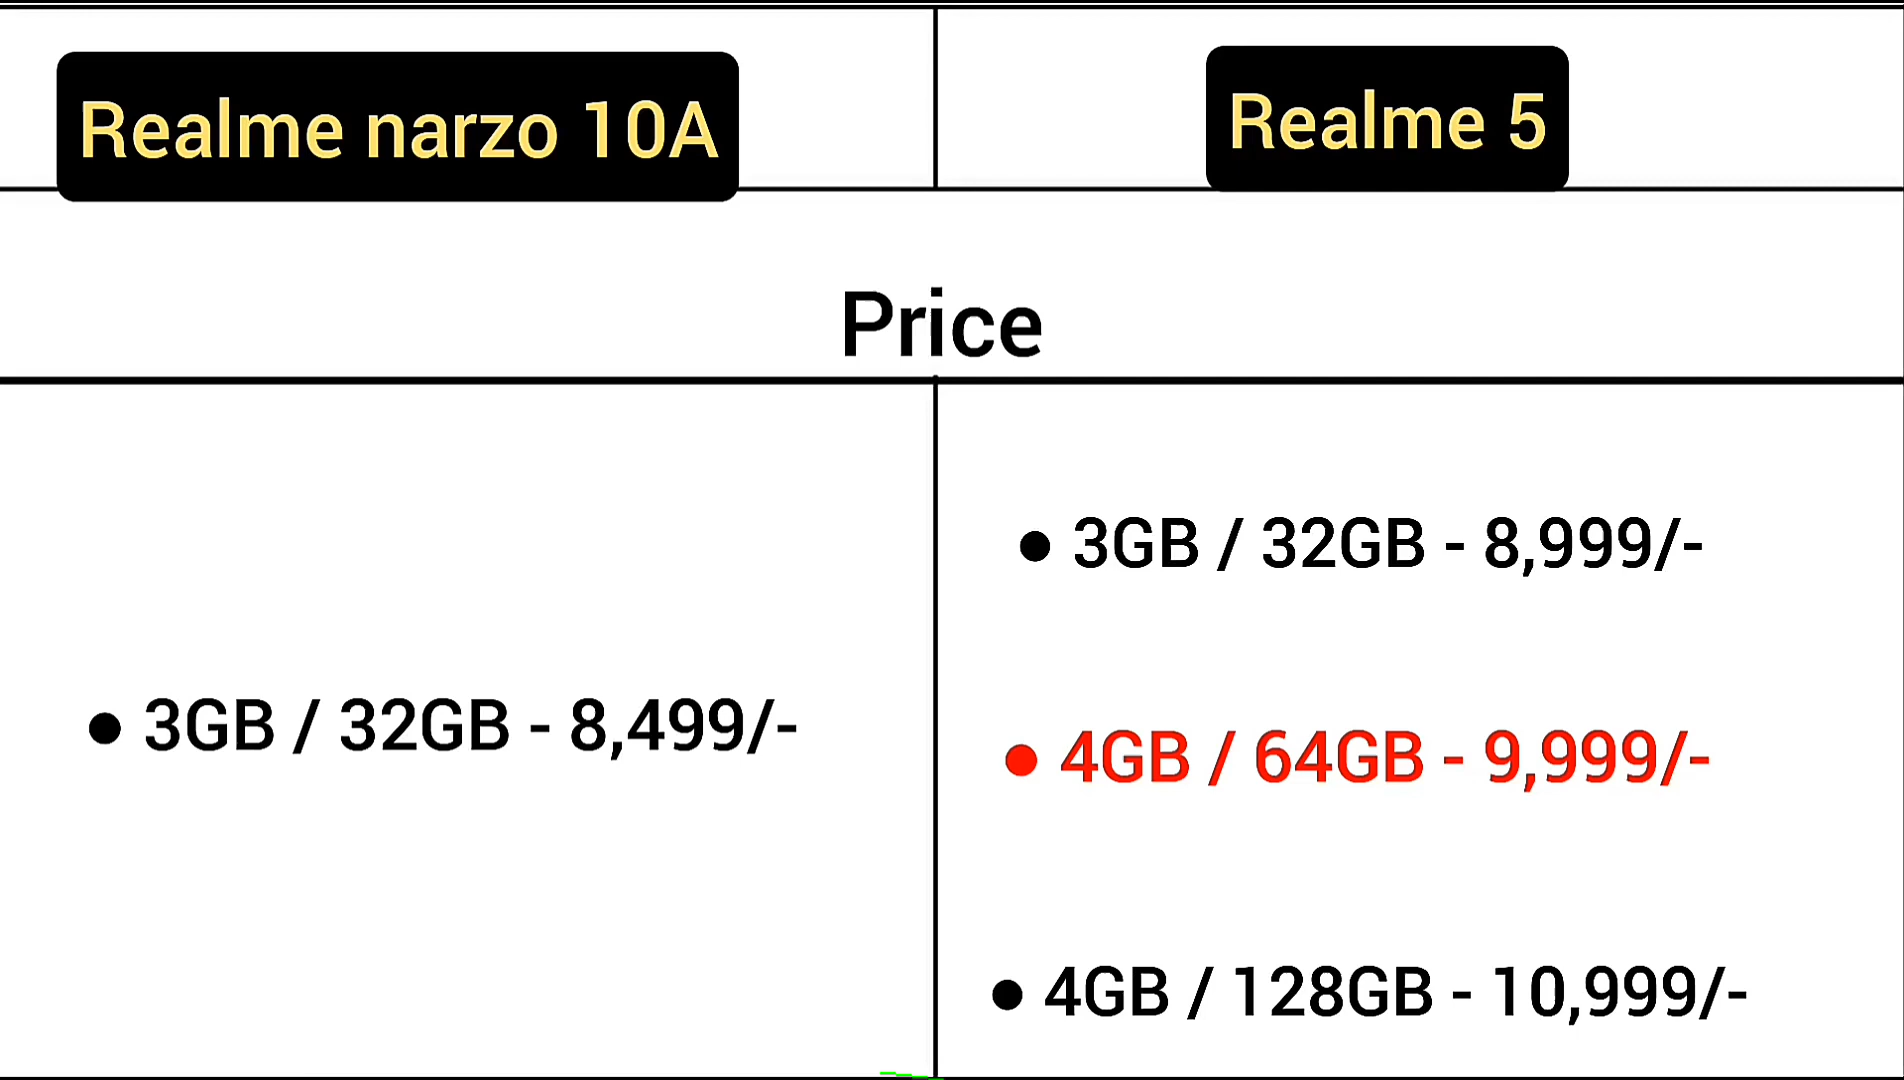 Realme narzo 10A
Realme 5
Price
● 3GB / 32GB - 8,499/-
● 3GB / 32GB - 8,999/-
● 4GB / 64GB - 9,999/-
● 4GB / 128GB - 10,999/-